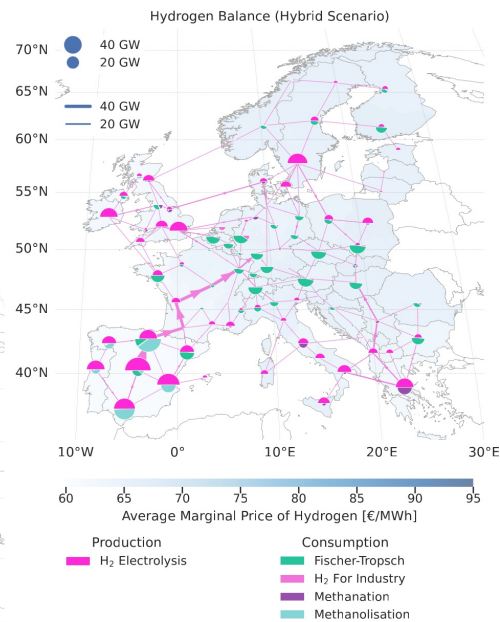 Hydrogen Balance (Hybrid Scenario)
70°N
65°N
60°N
55°N
50°N
45°N
40°N
40 GW
20 GW
40 GW
20 GW
10°W 0° 10°E 20°E 30°E
60 65 70 75 80 85 90 95
Average Marginal Price of Hydrogen [€/MWh]
Production
H₂ Electrolysis
Consumption
Fischer-Tropsch
H₂ For Industry
Methanation
Methanolisation